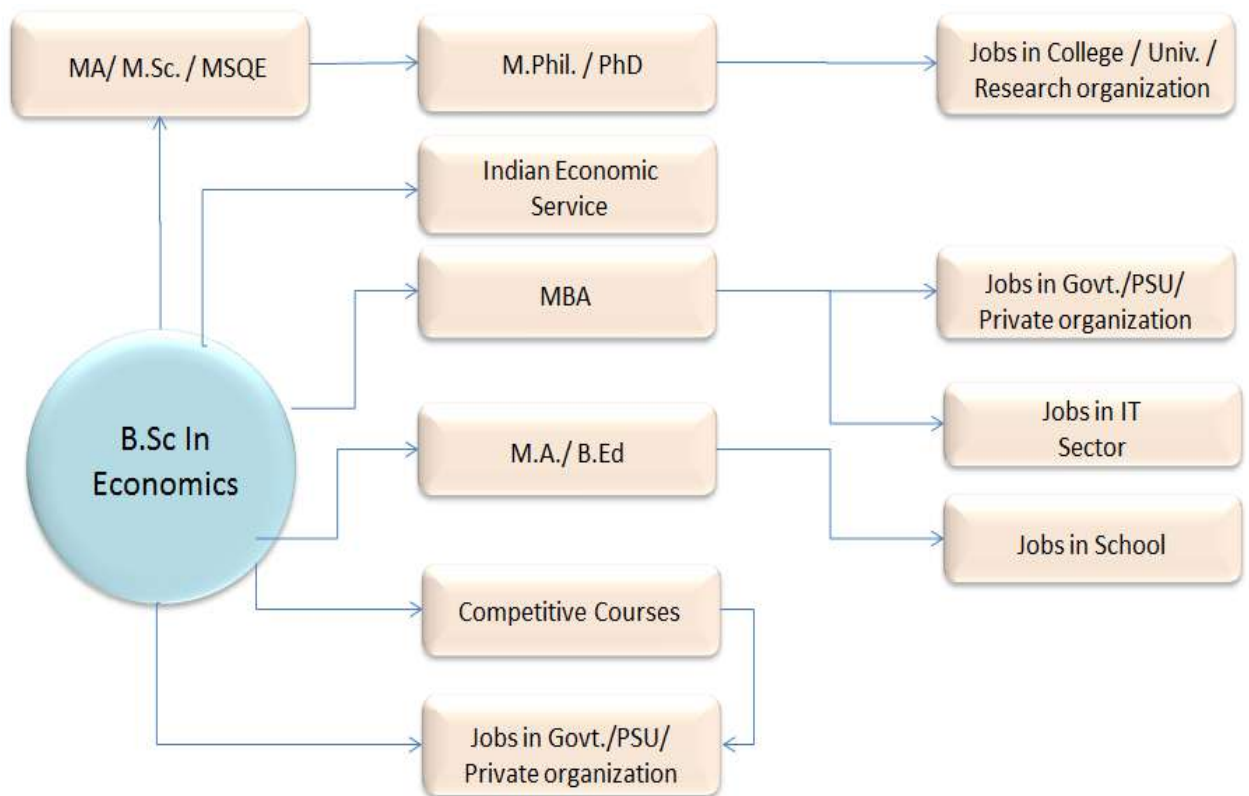 MA/ M.Sc. / MSQE
M.Phil. / PhD
Jobs in College / Univ. /
Research organization
Indian Economic
Service
MBA
Jobs in Govt./PSU/
Private organization
B.Sc In
Economics
Jobs in IT
Sector
M.A./ B.Ed
Jobs in School
Competitive Courses
Jobs in Govt./PSU/
Private organization